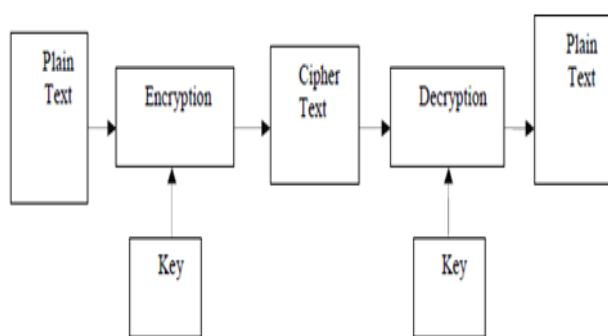 Plain
Text
Encryption
Cipher
Text
Decryption
Plain
Text
Key
Key